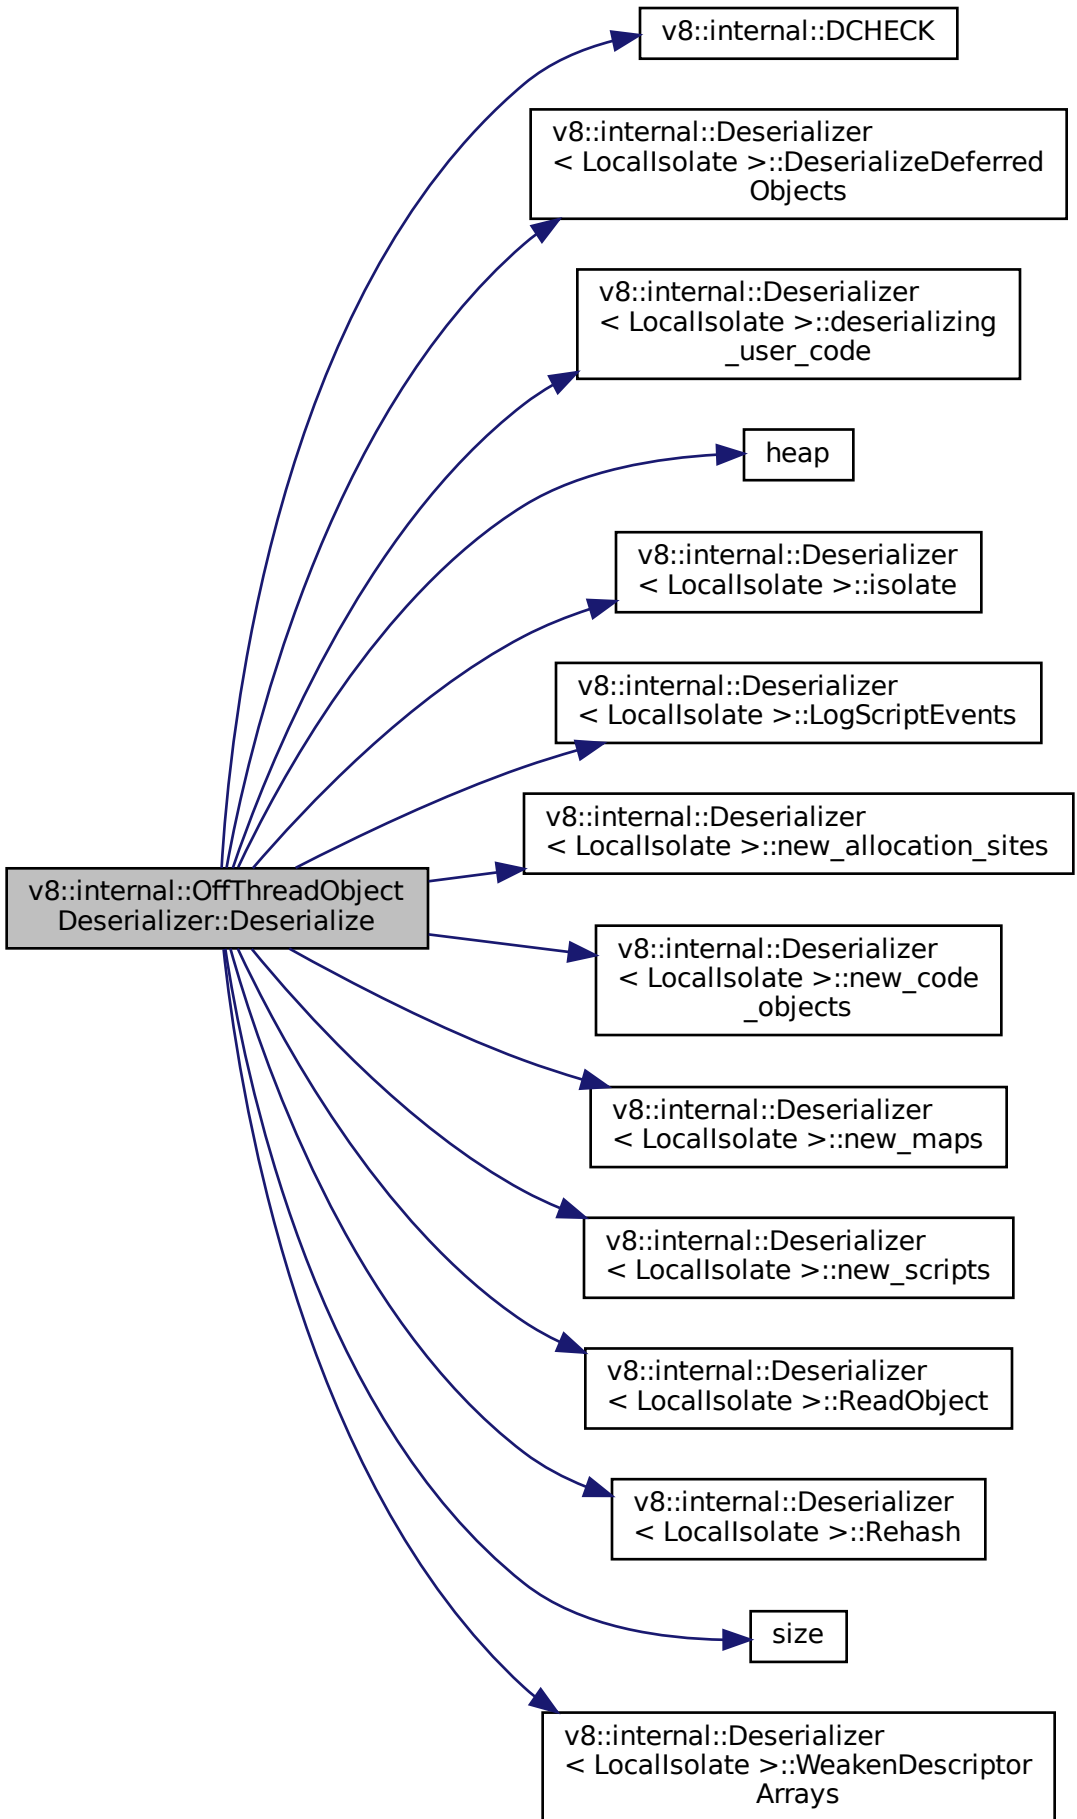 v8::internal::DCHECK
v8::internal::Deserializer
< LocalIsolate >::DeserializeDeferred
Objects
v8::internal::Deserializer
< LocalIsolate >::deserializing
_user_code
heap
v8::internal::Deserializer
< LocalIsolate >::isolate
v8::internal::Deserializer
< LocalIsolate >::LogScriptEvents
v8::internal::Deserializer
< LocalIsolate >::new_allocation_sites
v8::internal::OffThreadObject
Deserializer::Deserialize
v8::internal::Deserializer
< LocalIsolate >::new_code
_objects
v8::internal::Deserializer
< LocalIsolate >::new_maps
v8::internal::Deserializer
< LocalIsolate >::new_scripts
v8::internal::Deserializer
< LocalIsolate >::ReadObject
v8::internal::Deserializer
< LocalIsolate >::Rehash
size
v8::internal::Deserializer
< LocalIsolate >::WeakenDescriptor
Arrays